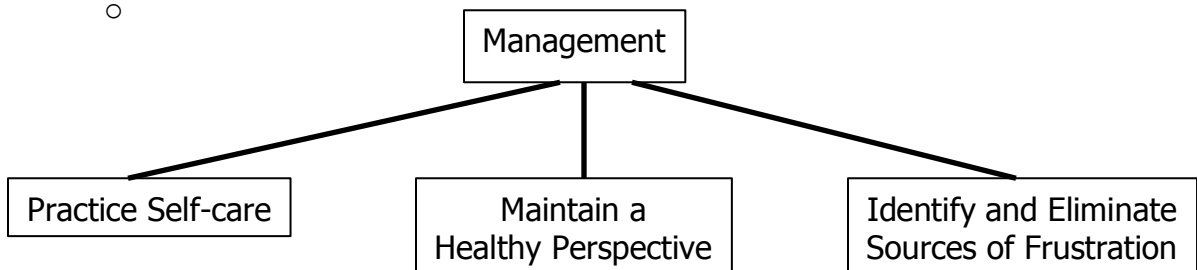 Management
Practice Self-care
Maintain a
Healthy Perspective
Identify and Eliminate
Sources of Frustration